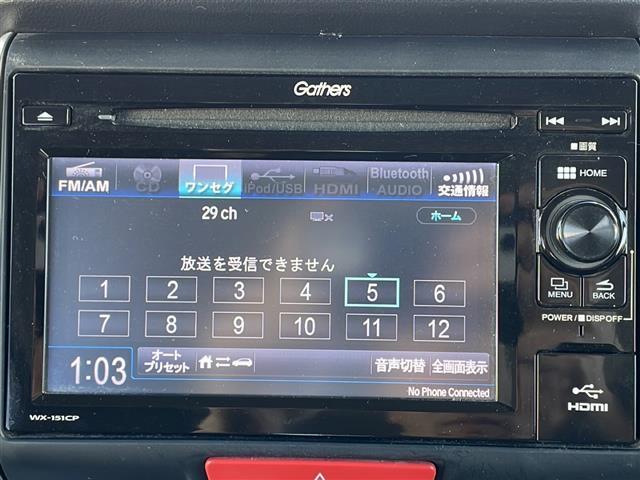 Gathers
FM/AM
CD
ワンセグ
iPod/USB
HDMI
Bluetooth
AUDIO
交通情報
29 ch
ホーム
放送を受信できません
1 2 3 4 5 6
7 8 9 10 11 12
1:03
オート
プリセット
音声切替
全画面表示
No Phone Connected
WX-151CP
画質
HOME
MENU
BACK
POWER/DISP OFF
HDMI